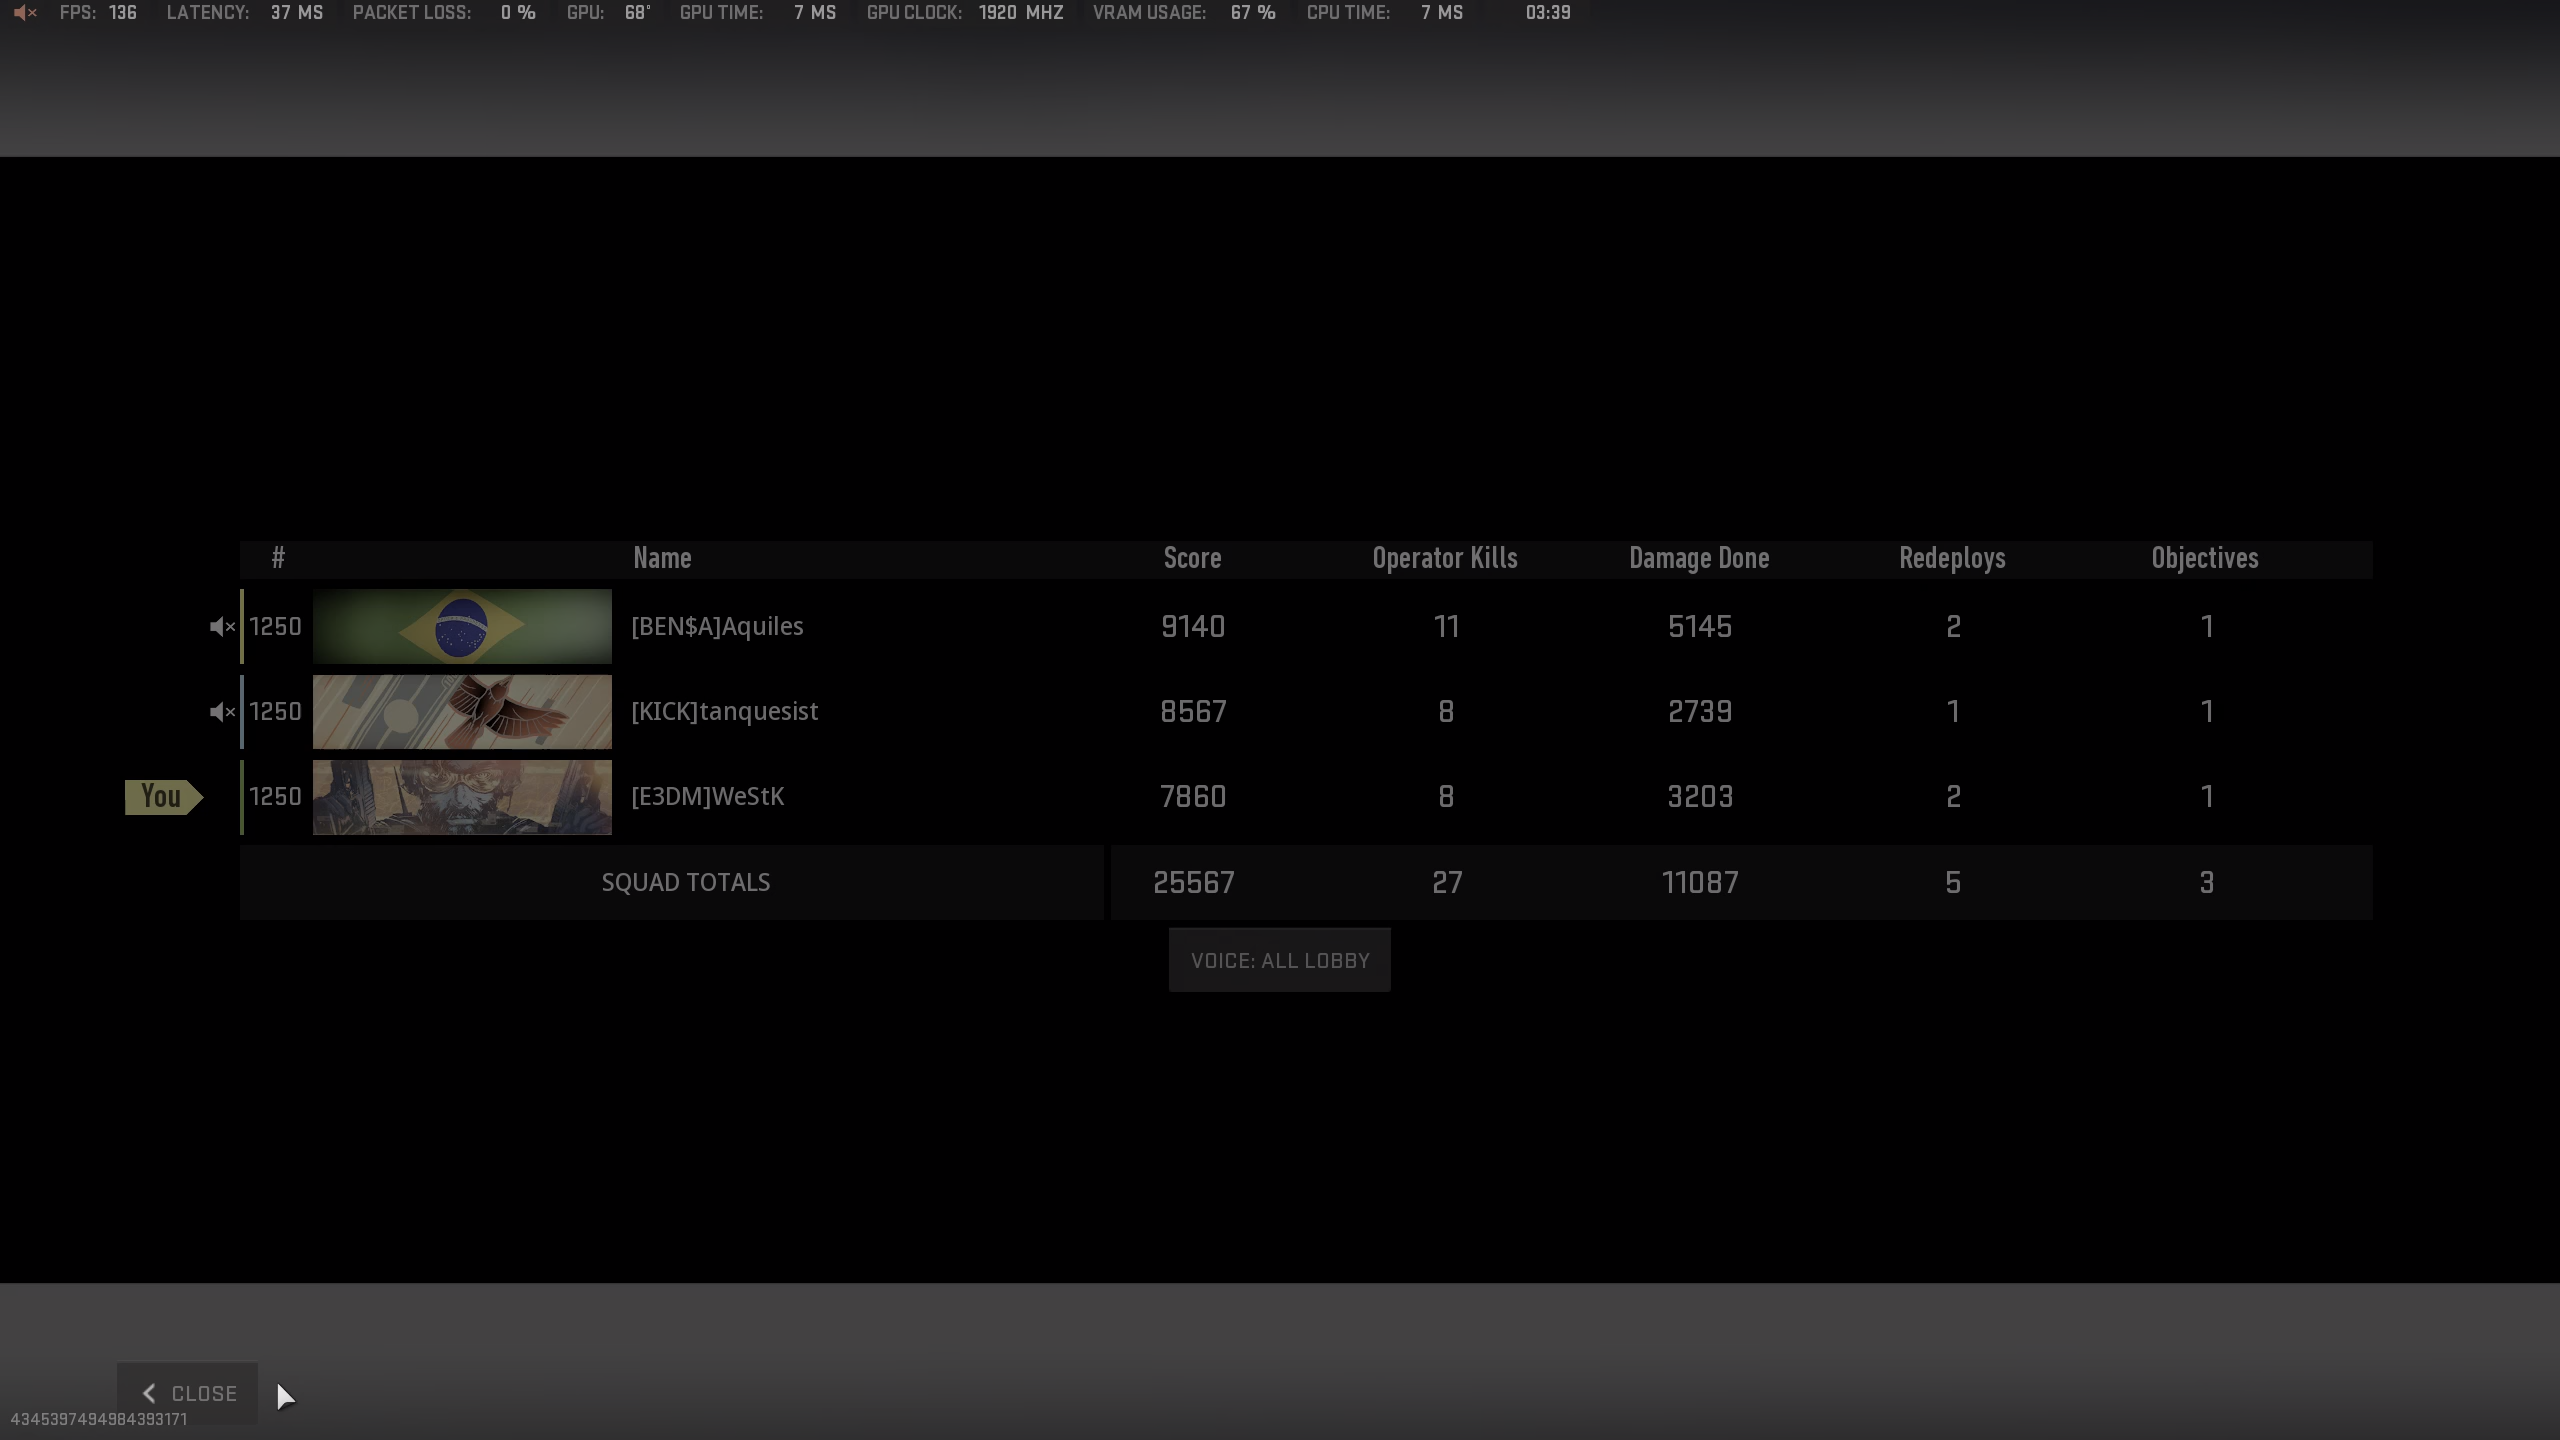 FPS: 136 LATENCY: 37 MS PACKET LOSS: 0 % GPU: 68° GPU TIME: 7 MS GPU CLOCK: 1920 MHZ VRAM USAGE: 67 % CPU TIME: 7 MS 03:39
# Name Score Operator Kills Damage Done Redeploys Objectives
1250 [BEN$A]Aquiles 9140 11 5145 2 1
1250 [KICK]tanquesist 8567 8 2739 1 1
You 1250 [E3DM]WeStK 7860 8 3203 2 1
SQUAD TOTALS 25567 27 11087 5 3
VOICE: ALL LOBBY
CLOSE
4345397494984393171